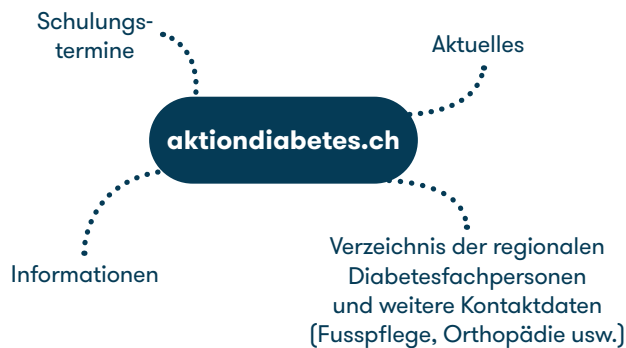 Schulungs-
termine
Aktuelles
aktiondiabetes.ch
Informationen
Verzeichnis der regionalen
Diabetesfachpersonen
und weitere Kontaktdaten
(Fusspflege, Orthopädie usw.)